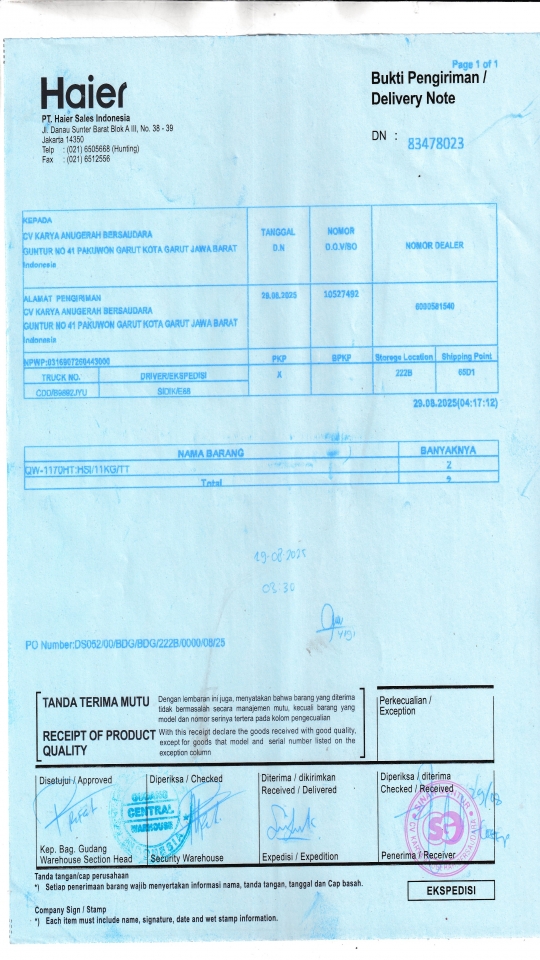 Page 1 of 1
Haier
Bukti Pengiriman /
Delivery Note
PT. Haier Sales Indonesia
Jl. Danau Sunter Barat Blok A III, No. 38 - 39
Jakarta 14350
Telp : (021) 6505668 (Hunting)
Fax : (021) 6512556
DN : 83478023
KEPADA
CV KARYA ANUGERAH BERSAUDARA
GUNTUR NO 41 PAKUWON GARUT KOTA GARUT JAWA BARAT
Indonesia
TANGGAL
D.N
NOMOR
D.O.V/BO
NOMOR DEALER
ALAMAT PENGIRIMAN
CV KARYA ANUGERAH BERSAUDARA
GUNTUR NO 41 PAKUWON GARUT KOTA GARUT JAWA BARAT
Indonesia
29.08.2025
10527492
NPWP:0316907260443000
PKP
BPKP
Storege Location
Shipping Point
TRUCK NO.
DRIVER/EKSPEDISI
X
222B
65D1
29.08.2025(04:17:12)
NAMA BARANG
BANYAKNYA
QW-1170HT:HSI/11KG/TT
2
Total
03:30
PO Number:DS052/00/BDG/BDG/222B/0000/08/25
TANDA TERIMA MUTU
Dengan lembaran ini juga, menyatakan bahwa barang yang diterima
tidak bermasalah secara manajemen mutu, kecuali barang yang
model dan nomor serinya tertera pada kolom pengecualian
RECEIPT OF PRODUCT
QUALITY
With this receipt declare the goods received with good quality,
except for goods that model and serial number listed on the
exception column
Perkecualian /
Exception
Disetujui / Approved
Diperiksa / Checked
Diterima / dikirimkan
Received / Delivered
Diperiksa / diterima
Checked / Received
GUDANG
CENTRAL
WAREHOUSE
Kep. Bag. Gudang
Warehouse Section Head
Security Warehouse
Expedisi / Expedition
Penerima / Receiver
Tanda tangan/cap perusahaan
*) Setiap penerimaan barang wajib menyertakan informasi nama, tanda tangan, tanggal dan Cap basah.
EKSPEDISI
Company Sign / Stamp
*) Each item must include name, signature, date and wet stamp information.